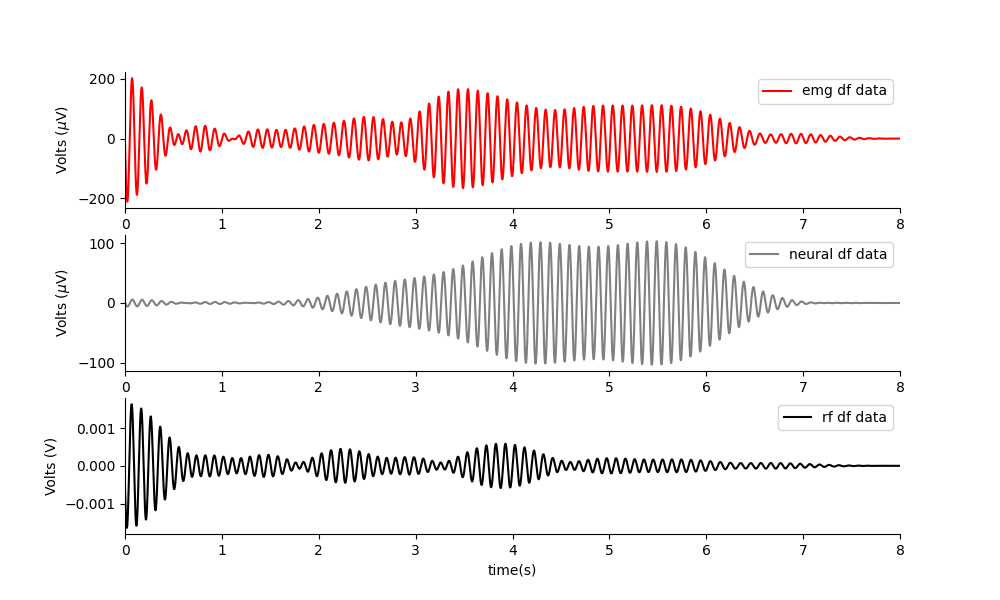 200
0
−200
Volts (μV)
emg df data
0 1 2 3 4 5 6 7 8
100
0
−100
Volts (μV)
neural df data
0 1 2 3 4 5 6 7 8
0.001
0.000
−0.001
Volts (V)
rf df data
0 1 2 3 4 5 6 7 8
time(s)